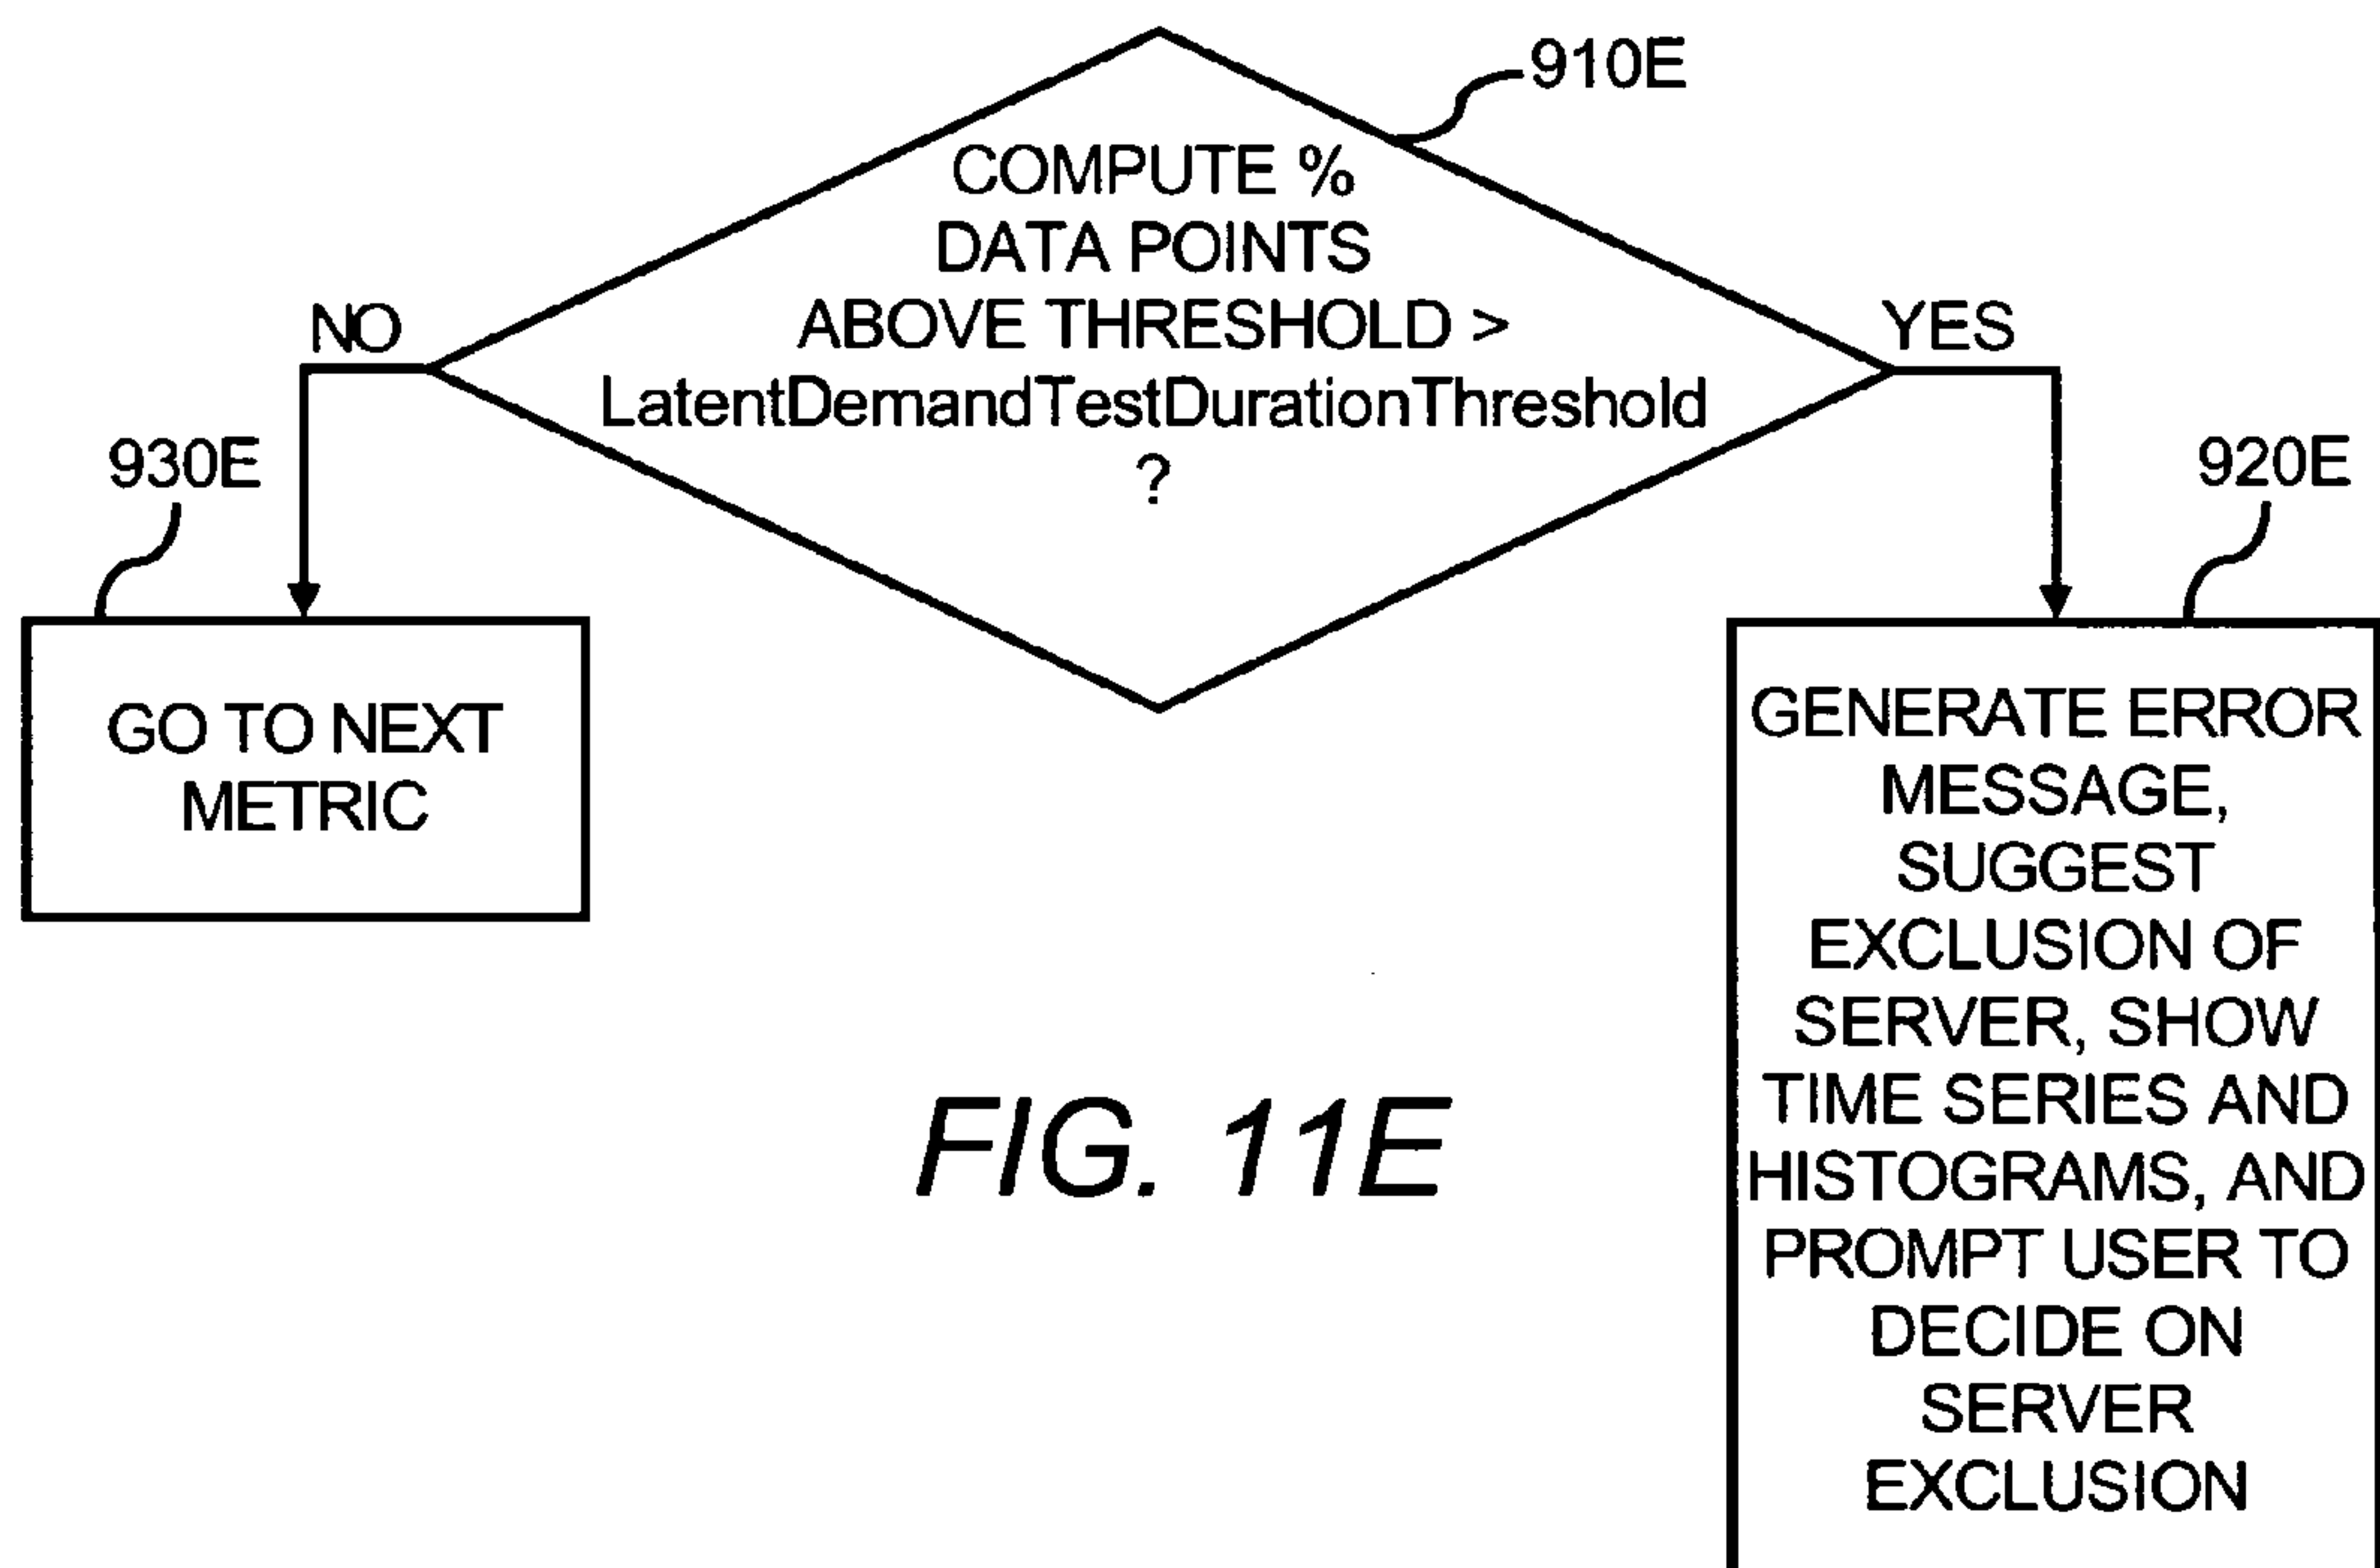 910E
COMPUTE %
DATA POINTS
ABOVE THRESHOLD >
LatentDemandTestDurationThreshold
?
NO
YES
930E
920E
GO TO NEXT
METRIC
GENERATE ERROR
MESSAGE,
SUGGEST
EXCLUSION OF
SERVER, SHOW
TIME SERIES AND
HISTOGRAMS, AND
PROMPT USER TO
DECIDE ON
SERVER
EXCLUSION
FIG. 11E